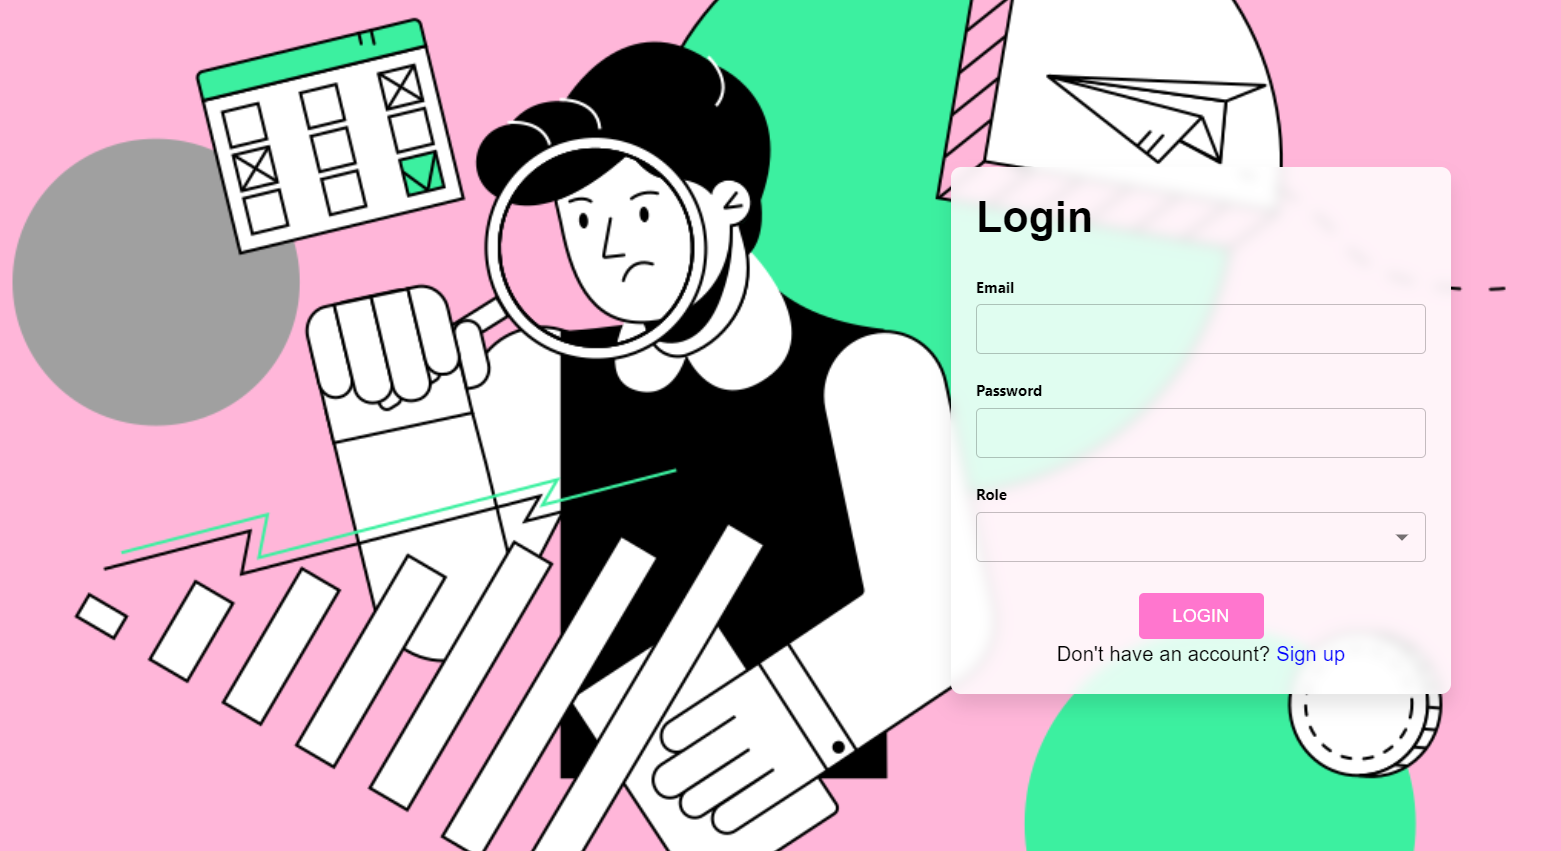 Login
Email
Password
Role
LOGIN
Don't have an account? Sign up